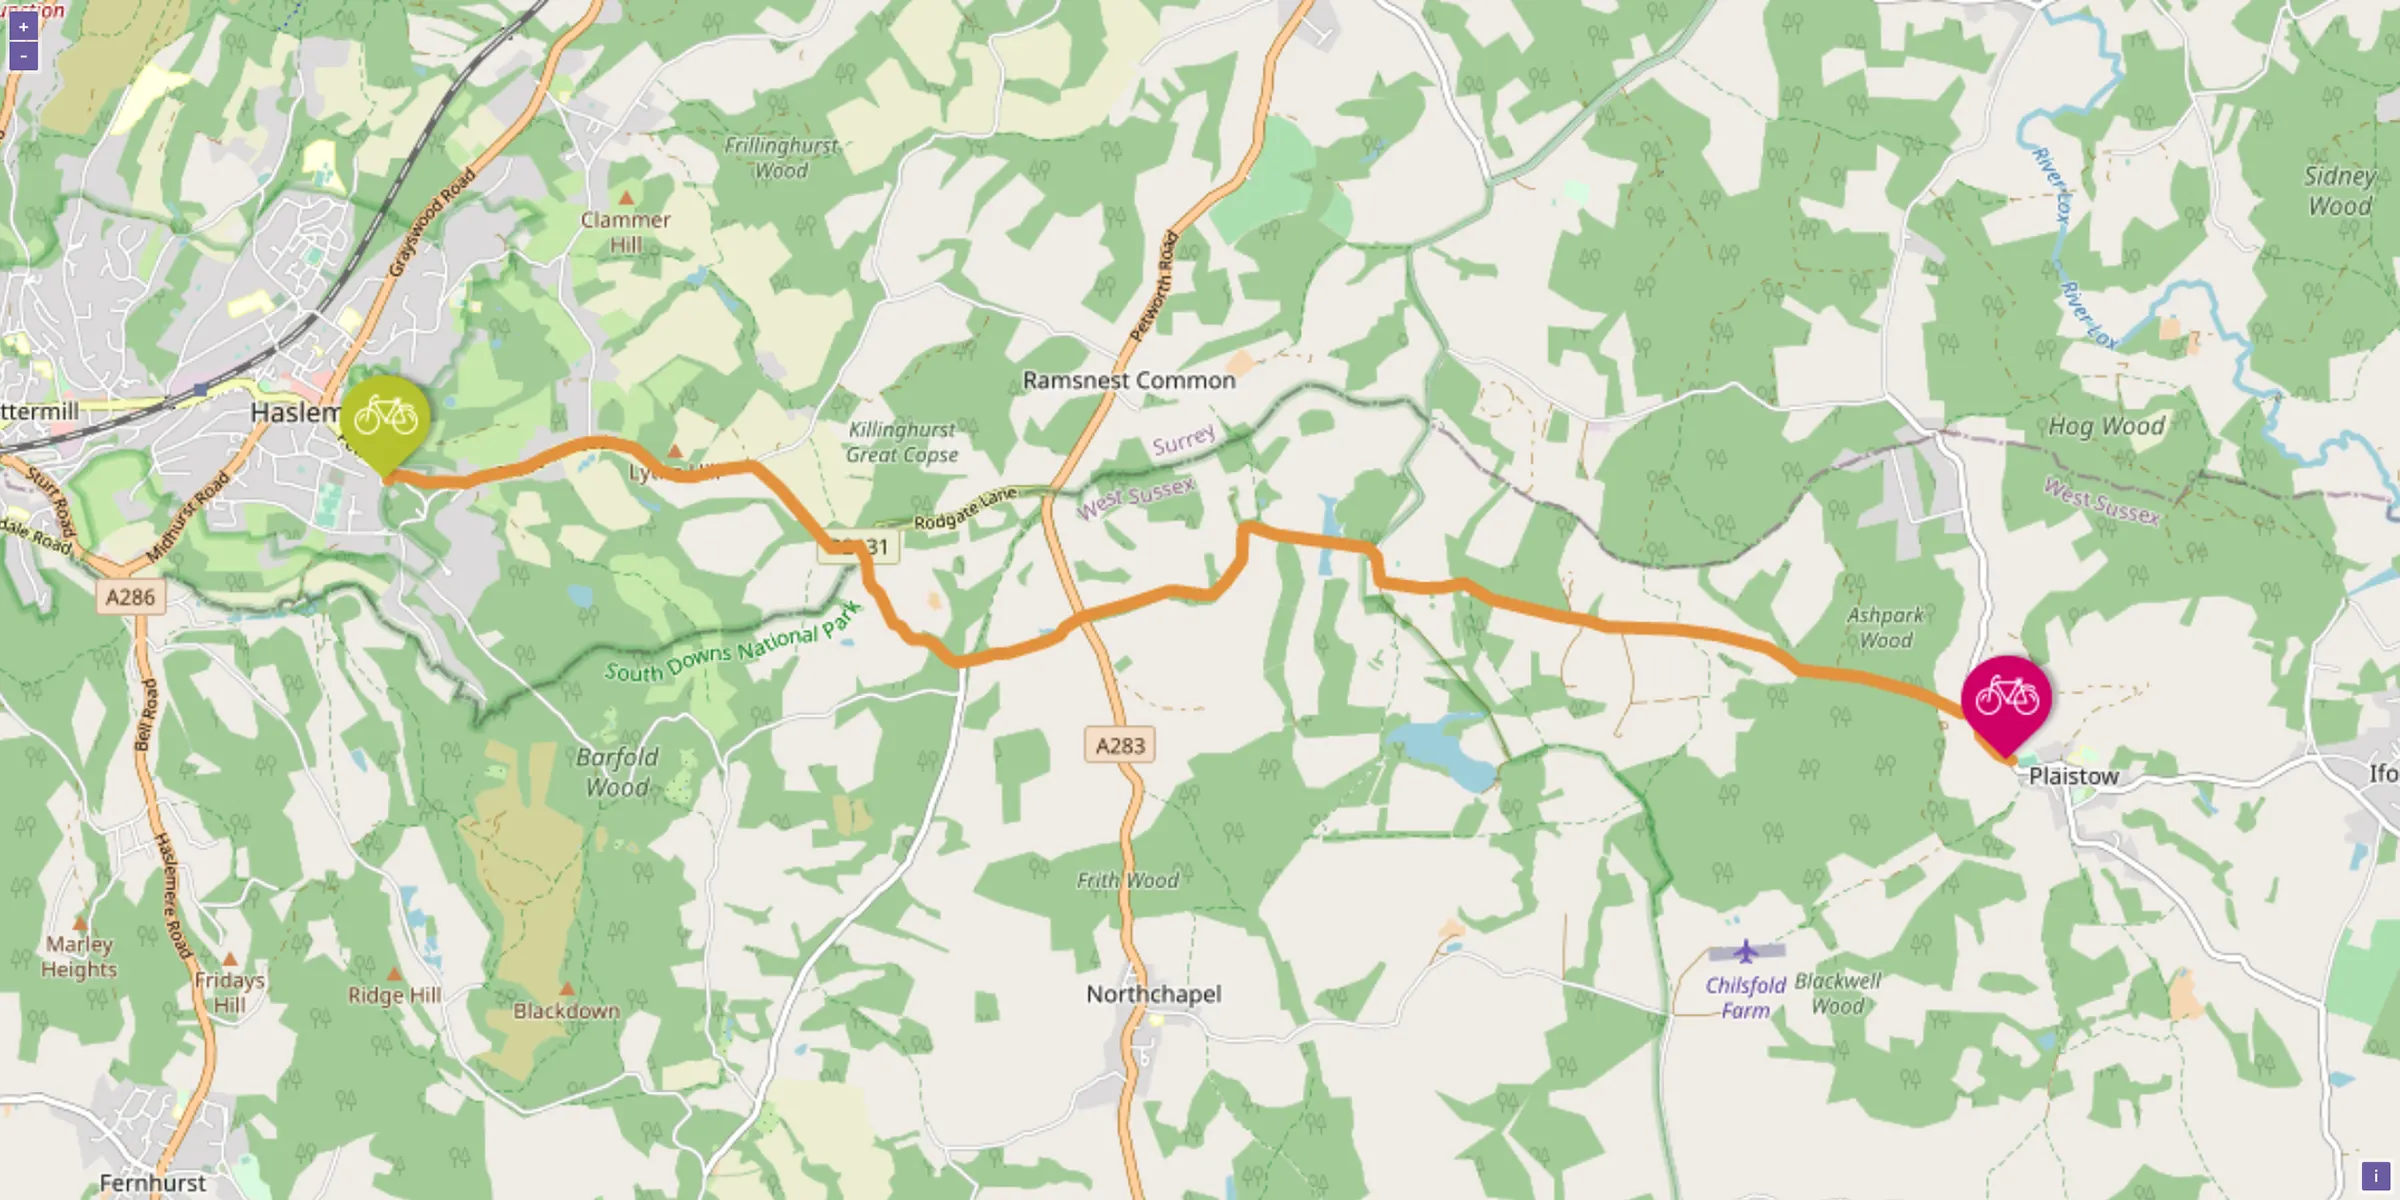 unction
+
-
Grayswood Road
Frillinghurst
Wood
Clammer
Hill
Petworth Road
River Lox
River Lox
Sidney
Wood
ttermill
Haslem
Ramsnest Common
Killinghurst
Great Copse
Surrey
West Sussex
Hog Wood
West Sussex
Sturt Road
dale Road
Midhurst Road
Rodgate Lane
31
A286
South Downs National Park
Ashpark
Wood
Bell Road
Barfold
Wood
A283
Plaistow
Ifo
Haslemere Road
Frith Wood
Marley
Heights
Fridays
Hill
Ridge Hill
Blackdown
Northchapel
Chilsfold
Farm
Blackwell
Wood
Fernhurst
i